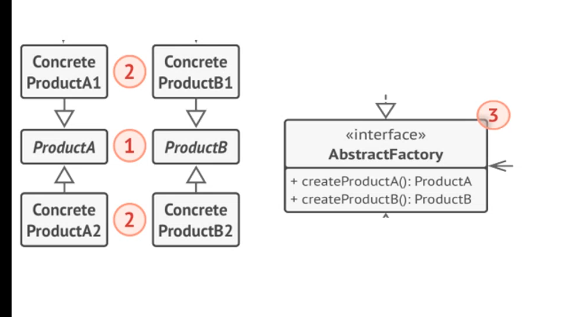 Concrete
ProductA1
2
Concrete
ProductB1
ProductA
1
ProductB
Concrete
ProductA2
2
Concrete
ProductB2
3
«interface»
AbstractFactory
+ createProductA(): ProductA
+ createProductB(): ProductB